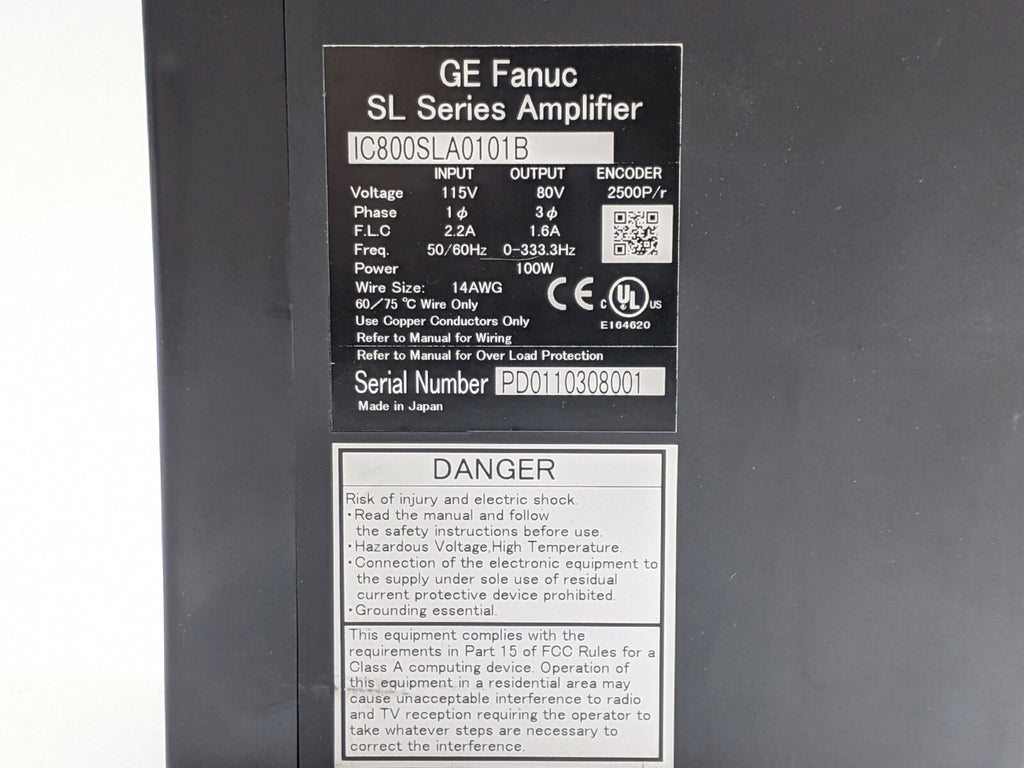 GE Fanuc
SL Series Amplifier
IC800SLA0101B
INPUT OUTPUT ENCODER
Voltage 115V 80V 2500P/r
Phase 1ϕ 3ϕ
F.L.C 2.2A 1.6A
Freq. 50/60Hz 0-333.3Hz
Power 100W
Wire Size: 14AWG
60/75 ℃ Wire Only
CE c UL us
Use Copper Conductors Only
E164620
Refer to Manual for Wiring
Refer to Manual for Over Load Protection
Serial Number PD0110308001
Made in Japan
DANGER
Risk of injury and electric shock.
・Read the manual and follow
the safety instructions before use.
・Hazardous Voltage,High Temperature.
・Connection of the electronic equipment to
the supply under sole use of residual
current protective device prohibited.
・Grounding essential.
This equipment complies with the
requirements in Part 15 of FCC Rules for a
Class A computing device. Operation of
this equipment in a residential area may
cause unacceptable interference to radio
and TV reception requiring the operator to
take whatever steps are necessary to
correct the interference.